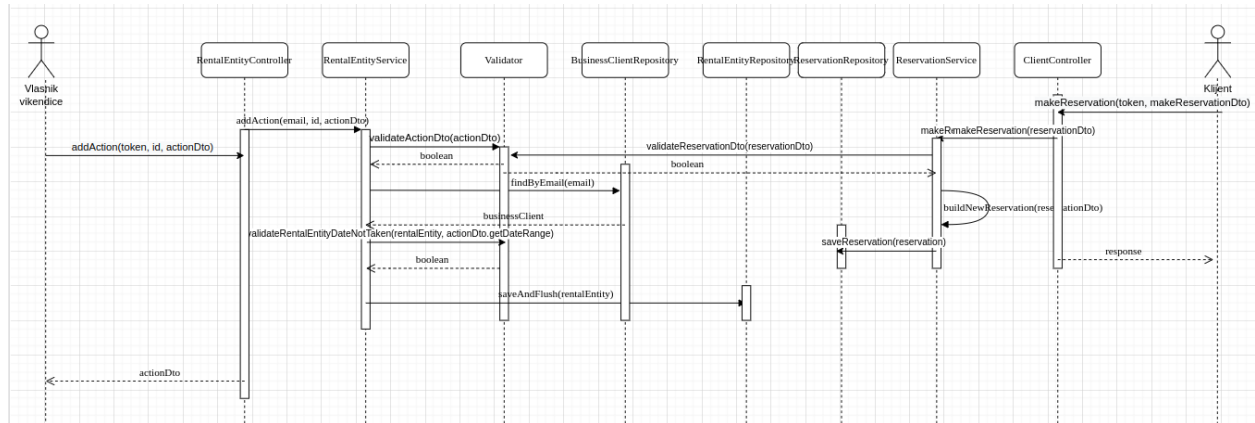 RentalEntityController
RentalEntityService
Validator
BusinessClientRepository
RentalEntityRepository
ReservationRepository
ReservationService
ClientController
Vlasnik
vikendice
Klijent
makeReservation(token, makeReservationDto)
addAction(email, id, actionDto)
makeReservation(reservationDto)
validateActionDto(actionDto)
addAction(token, id, actionDto)
validateReservationDto(reservationDto)
boolean
boolean
findByEmail(email)
buildNewReservation(reservationDto)
businessClient
validateRentalEntityDateNotTaken(rentalEntity, actionDto.getDateRange)
saveReservation(reservation)
response
boolean
saveAndFlush(rentalEntity)
actionDto